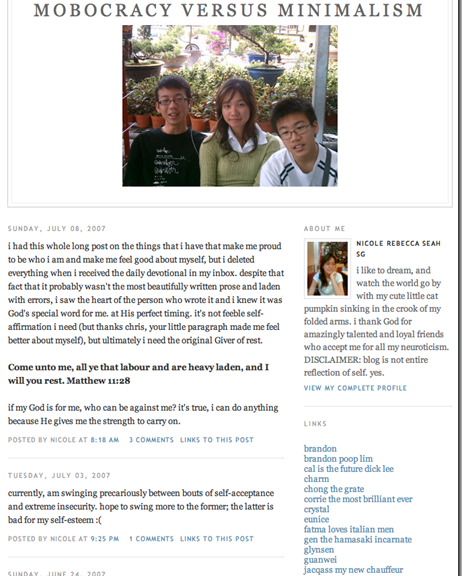 MOBOCRACY VERSUS MINIMALISM
SUNDAY, JULY 08, 2007
i had this whole long post on the things that i have that make me proud
to be who i am and make me feel good about myself, but i deleted
everything when i received the daily devotional in my inbox. despite that
fact that it probably wasn't the most beautifully written prose and laden
with errors, i saw the heart of the person who wrote it and i knew it was
God's special word for me. at His perfect timing. it's not feeble self-
affirmation i need (but thanks chris, your little paragraph made me feel
better about myself), but ultimately i need the original Giver of rest.
Come unto me, all ye that labour and are heavy laden, and I
will you rest. Matthew 11:28
if my God is for me, who can be against me? it's true, i can do anything
because He gives me the strength to carry on.
POSTED BY NICOLE AT 8:18 AM 3 COMMENTS LINKS TO THIS POST
TUESDAY, JULY 03, 2007
currently, am swinging precariously between bouts of self-acceptance
and extreme insecurity. hope to swing more to the former; the latter is
bad for my self-esteem :(
POSTED BY NICOLE AT 9:25 PM 1 COMMENTS LINKS TO THIS POST
SUNDAY, JUNE 24, 2007
ABOUT ME
NICOLE REBECCA SEAH
SG
i like to dream, and
watch the world go by
with my cute little cat
pumpkin sinking in the crook of my
folded arms. i thank God for
amazingly talented and loyal friends
who accept me for all my neuroticism.
DISCLAIMER: blog is not entire
reflection of self. yes.
VIEW MY COMPLETE PROFILE
LINKS
brandon
brandon poop lim
cal is the future dick lee
charm
chong the grate
corrie the most brilliant ever
crystal
eunice
fatma loves italian men
gen the hamasaki incarnate
glynsen
guanwei
jacqass my new chauffeur